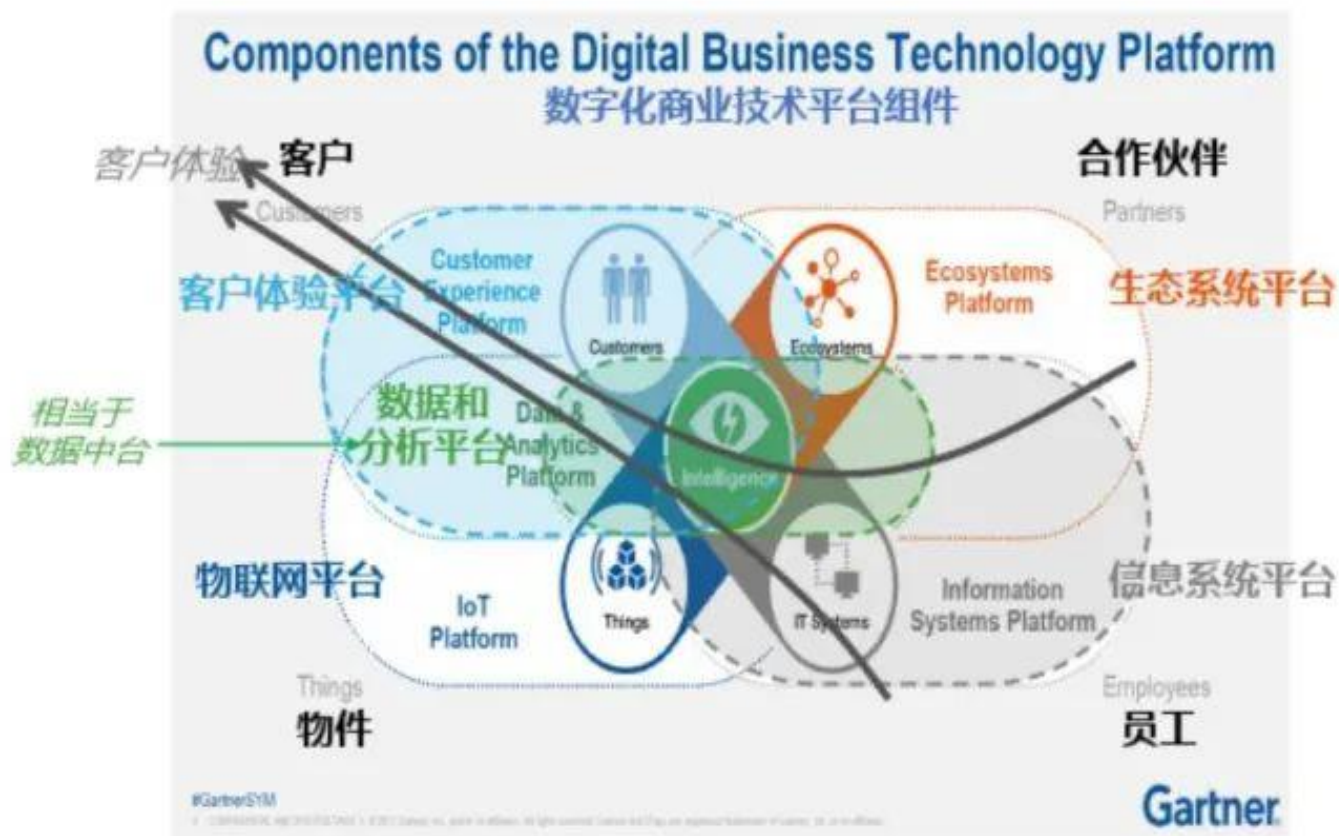 Components of the Digital Business Technology Platform
数字化商业技术平台组件
客户体验
客户
合作伙伴
Customers
Partners
客户体验平台
Customer
Experience
Platform
Customers
Ecosystems
Ecosystems
Platform
生态系统平台
相当于
数据中台
数据和
分析平台
Data &
Analytics
Platform
Intelligence
物联网平台
IoT
Platform
Things
IT Systems
Information
Systems Platform
信息系统平台
Things
物件
Employees
员工
#GartnerSYM
Gartner